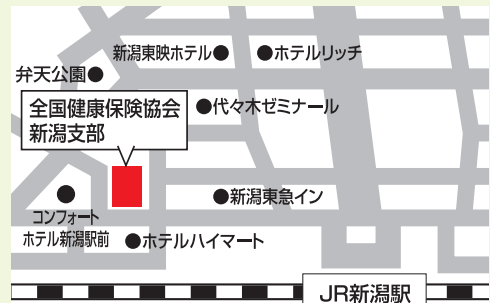 新潟東映ホテル●　●ホテルリッチ
弁天公園●
全国健康保険協会
新潟支部
●代々木ゼミナール
●新潟東急イン
コンフォート
ホテル新潟駅前
●ホテルハイマート
JR新潟駅